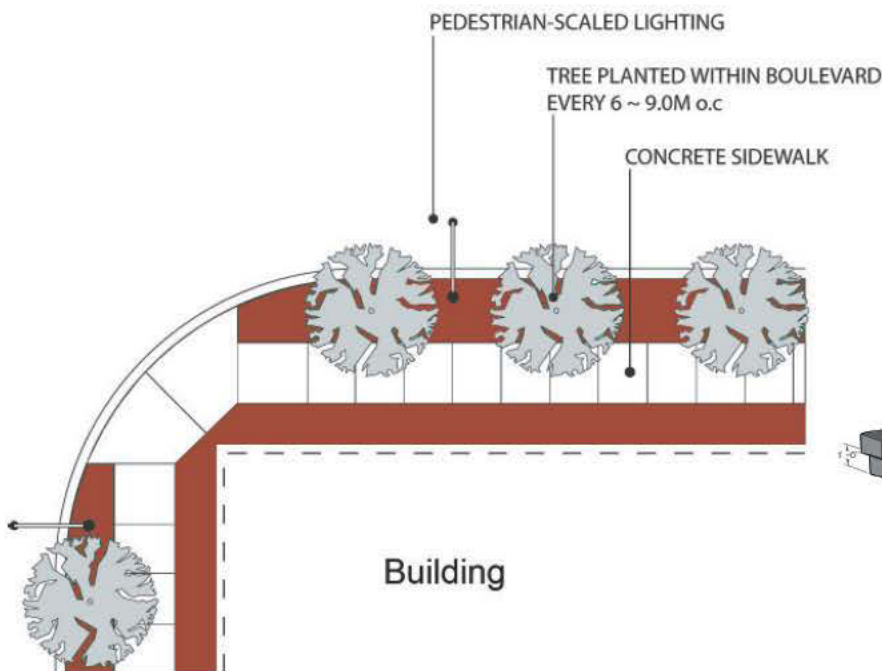 PEDESTRIAN-SCALED LIGHTING
TREE PLANTED WITHIN BOULEVARD
EVERY 6 ~ 9.0M o.c
CONCRETE SIDEWALK
Building